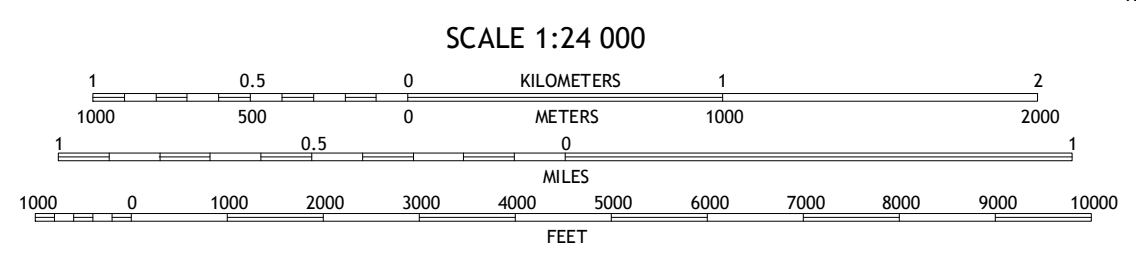 SCALE 1:24 000
1 0.5 0 KILOMETERS 1 2
1000 500 0 METERS 1000 2000
1 0.5 0 1
MILES
1000 0 1000 2000 3000 4000 5000 6000 7000 8000 9000 10000
FEET